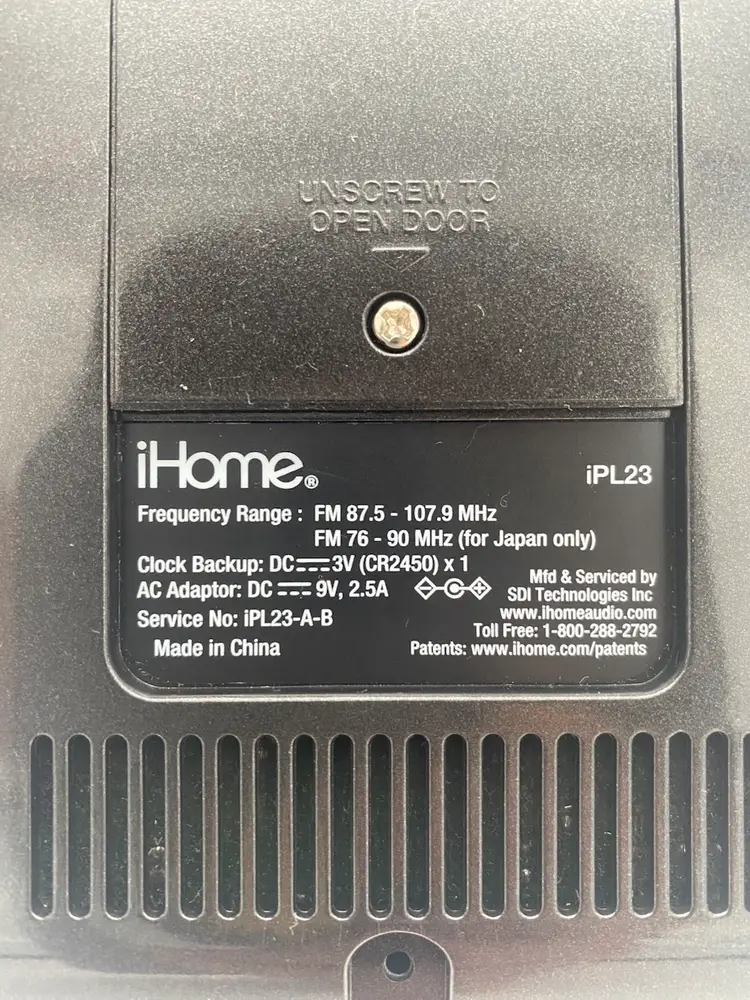 UNSCREW TO
OPEN DOOR
iHome®
iPL23
Frequency Range : FM 87.5 - 107.9 MHz
FM 76 - 90 MHz (for Japan only)
Clock Backup: DC⎓3V (CR2450) x 1
AC Adaptor: DC ⎓ 9V, 2.5A
Service No: iPL23-A-B
Made in China
Mfd & Serviced by
SDI Technologies Inc
www.ihomeaudio.com
Toll Free: 1-800-288-2792
Patents: www.ihome.com/patents